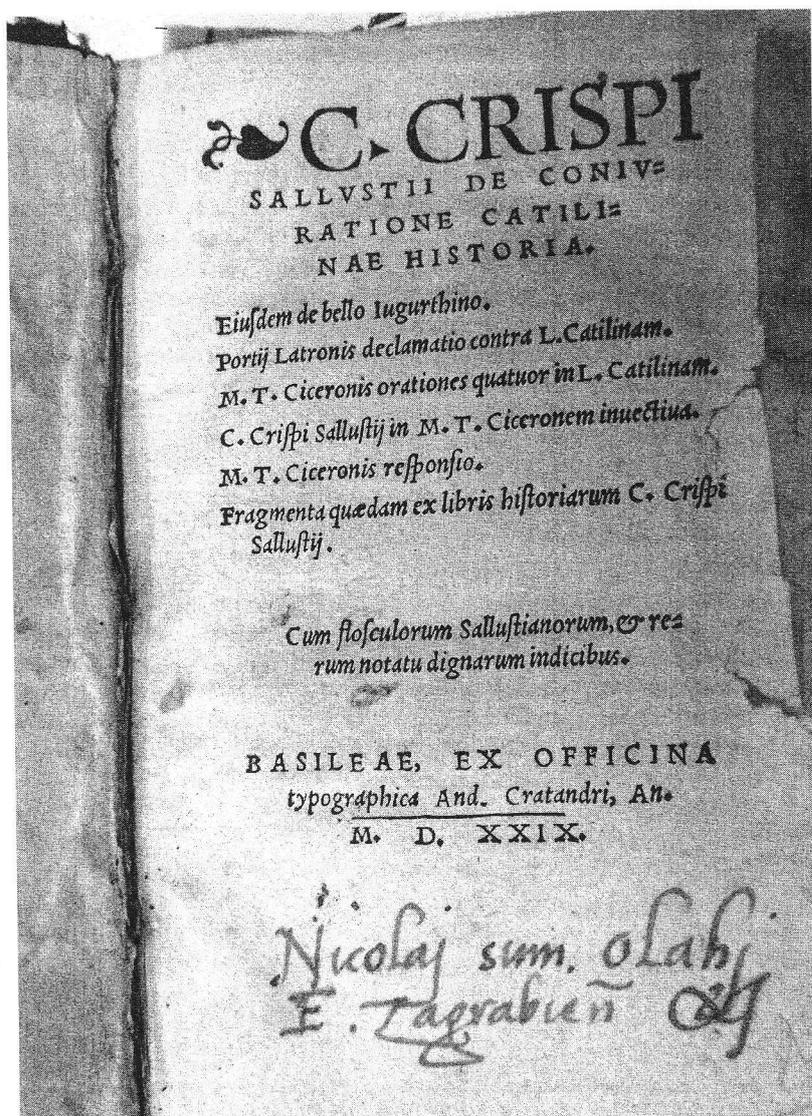 C. CRISPI
SALLVSTII DE CONIV=
RATIONE CATILI=
NAE HISTORIA.
Eiuſdem de bello Iugurthino.
Portij Latronis declamatio contra L. Catilinam.
M. T. Ciceronis orationes quatuor in L. Catilinam.
C. Criſpi Salluſtij in M. T. Ciceronem inuectiua.
M. T. Ciceronis reſponſio.
Fragmenta quædam ex libris hiſtoriarum C. Criſpi
Salluſtij.
Cum floſculorum Salluſtianorum, & re=
rum notatu dignarum indicibus.
BASILEAE, EX OFFICINA
typographica And. Cratandri, An.
M. D. XXIX.
Nicolaj sum. olahj
E. Zagrabien̄